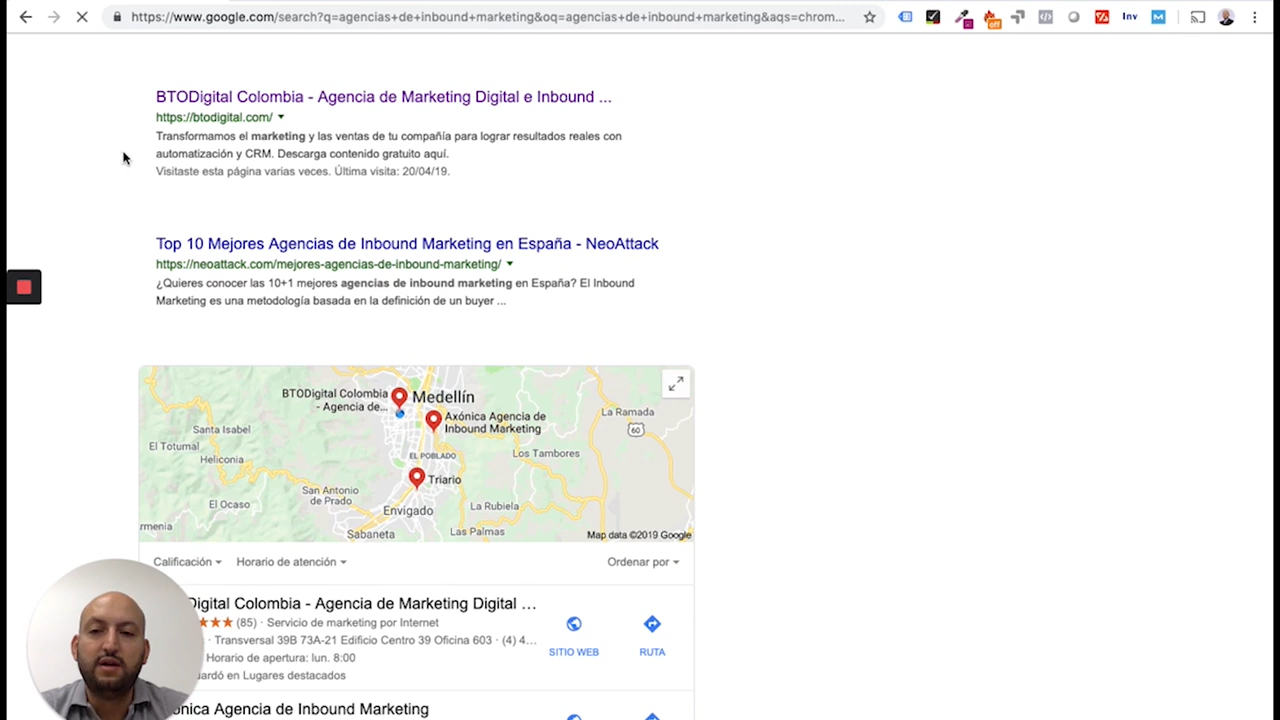 https://www.google.com/search?q=agencias+de+inbound+marketing&oq=agencias+de+inbound+marketing&aqs=chrom...
off
Inv
BTODigital Colombia - Agencia de Marketing Digital e Inbound ...
https://btodigital.com/
Transformamos el marketing y las ventas de tu compañía para lograr resultados reales con
automatización y CRM. Descarga contenido gratuito aquí.
Visitaste esta página varias veces. Última visita: 20/04/19.
Top 10 Mejores Agencias de Inbound Marketing en España - NeoAttack
https://neoattack.com/mejores-agencias-de-inbound-marketing/
¿Quieres conocer las 10+1 mejores agencias de inbound marketing en España? El Inbound
Marketing es una metodología basada en la definición de un buyer ...
BTODigital Colombia
- Agencia de...
Medellín
Axónica Agencia de
Inbound Marketing
La Ramada
60
Santa Isabel
El Totumal
Heliconia
EL POBLADO
Los Tambores
Triario
San Antonio
de Prado
El Ocaso
La Rubiela
Envigado
rmenia
Sabaneta
Las Palmas
Map data ©2019 Google
Calificación
Horario de atención
Ordenar por
Digital Colombia - Agencia de Marketing Digital ...
(85) · Servicio de marketing por Internet
· Transversal 39B 73A-21 Edificio Centro 39 Oficina 603 · (4) 4...
Horario de apertura: lun. 8:00
ardó en Lugares destacados
SITIO WEB
RUTA
ónica Agencia de Inbound Marketing